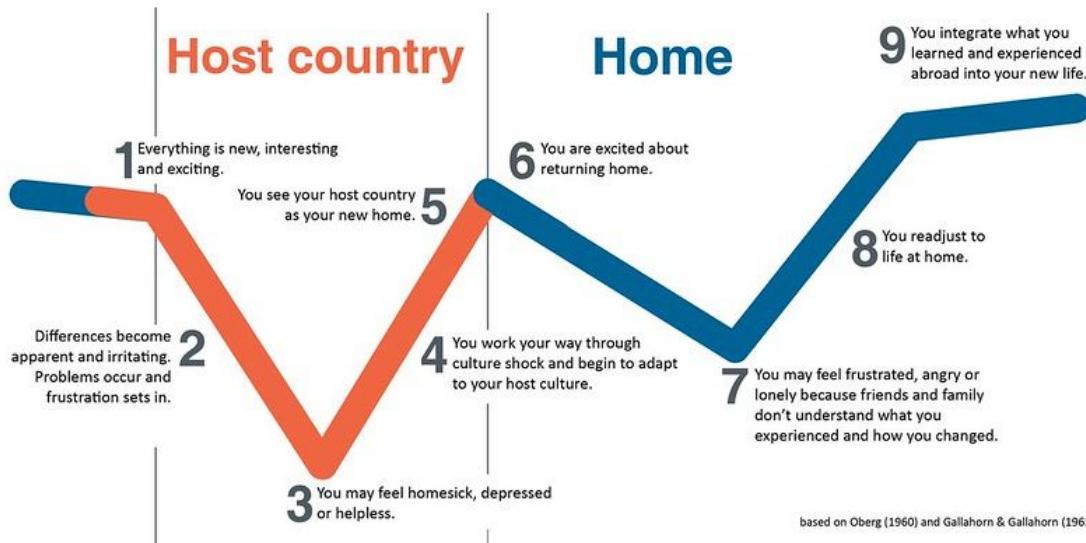 Host country
Home
1 Everything is new, interesting
and exciting.
Differences become
apparent and irritating.
Problems occur and
frustration sets in.
2
3 You may feel homesick, depressed
or helpless.
4 You work your way through
culture shock and begin to adapt
to your host culture.
You see your host country
as your new home.
5
6 You are excited about
returning home.
7 You may feel frustrated, angry or
lonely because friends and family
don't understand what you
experienced and how you changed.
8 You readjust to
life at home.
9 You integrate what you
learned and experienced
abroad into your new life.
based on Oberg (1960) and Gallahorn & Gallahorn